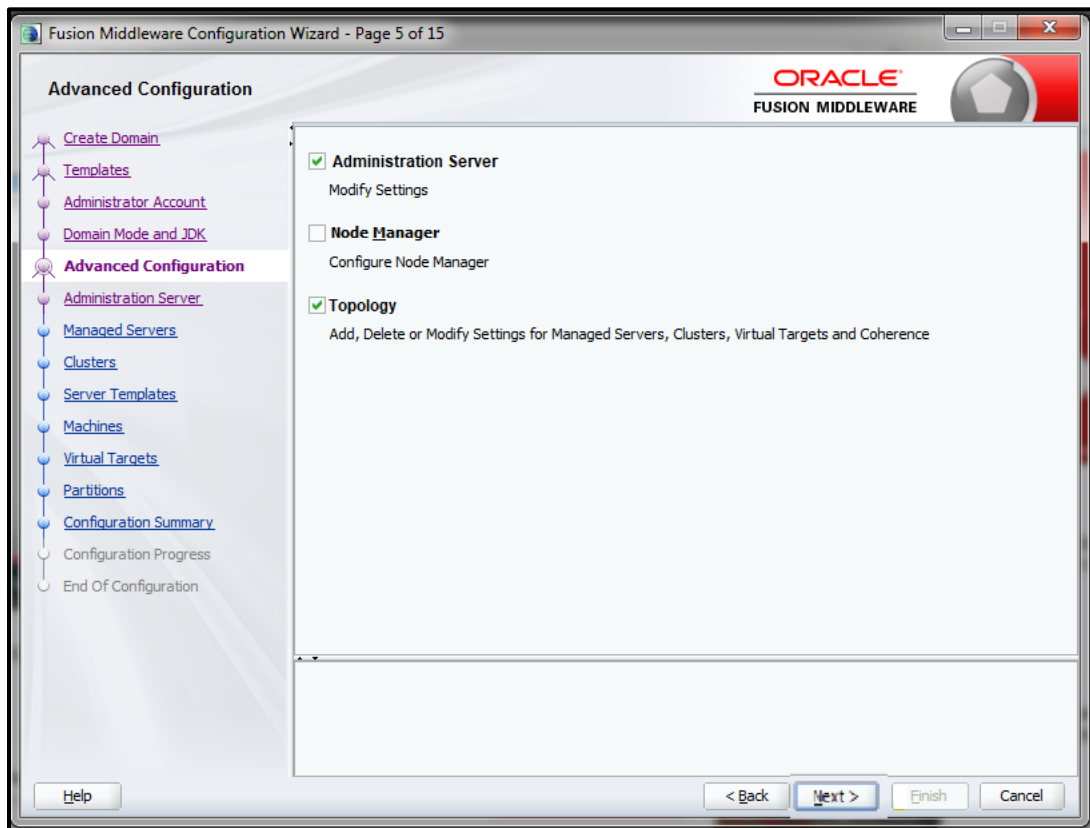 Fusion Middleware Configuration Wizard - Page 5 of 15
Advanced Configuration
ORACLE
FUSION MIDDLEWARE
Create Domain
Templates
Administrator Account
Domain Mode and JDK
Advanced Configuration
Administration Server
Managed Servers
Clusters
Server Templates
Machines
Virtual Targets
Partitions
Configuration Summary
Configuration Progress
End Of Configuration
Administration Server
Modify Settings
Node Manager
Configure Node Manager
Topology
Add, Delete or Modify Settings for Managed Servers, Clusters, Virtual Targets and Coherence
Help
< Back
Next >
Finish
Cancel